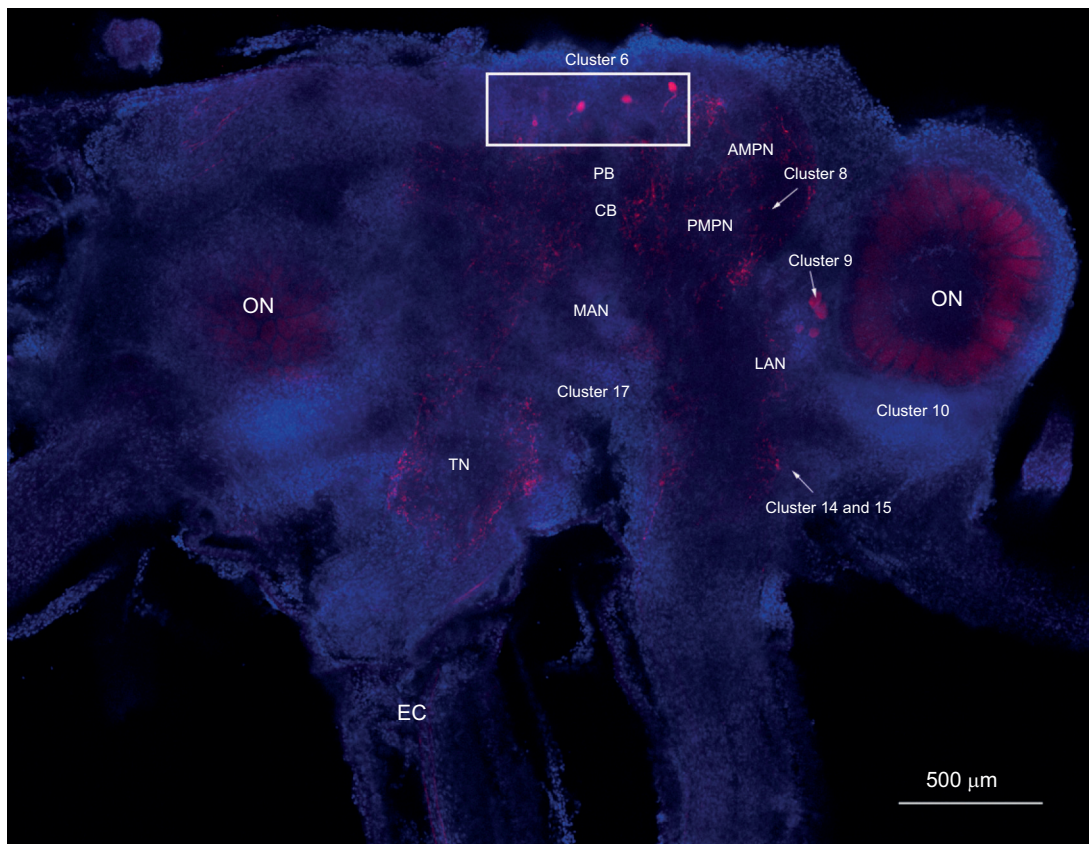 Cluster 6
AMPN
PB
Cluster 8
CB
PMPN
Cluster 9
ON
ON
MAN
LAN
Cluster 17
Cluster 10
TN
Cluster 14 and 15
EC
500 μm